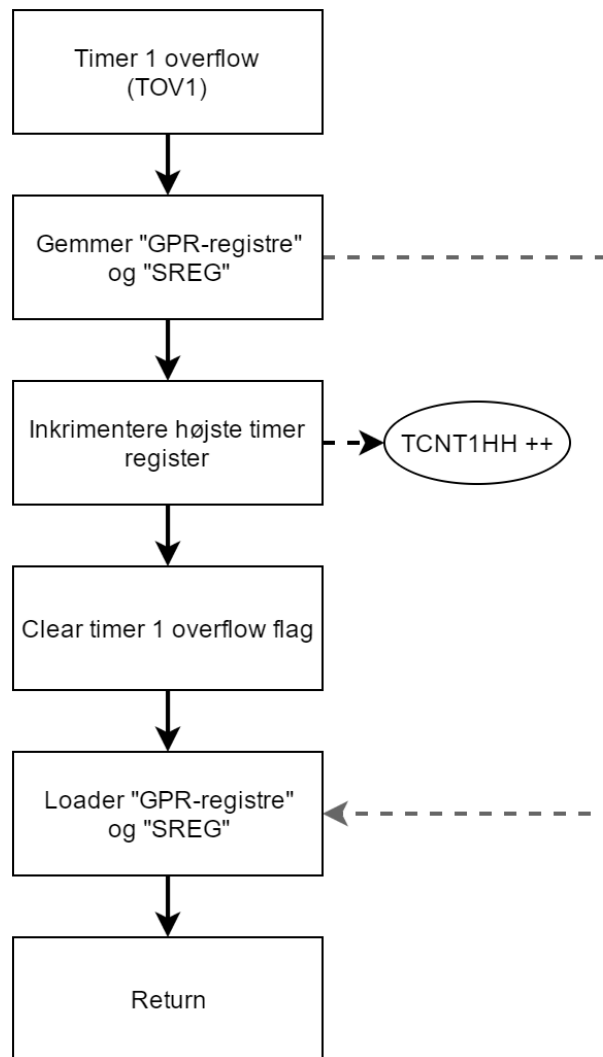 Timer 1 overflow
(TOV1)
Gemmer "GPR-registre"
og "SREG"
Inkrimentere højste timer
register
TCNT1HH ++
Clear timer 1 overflow flag
Loader "GPR-registre"
og "SREG"
Return